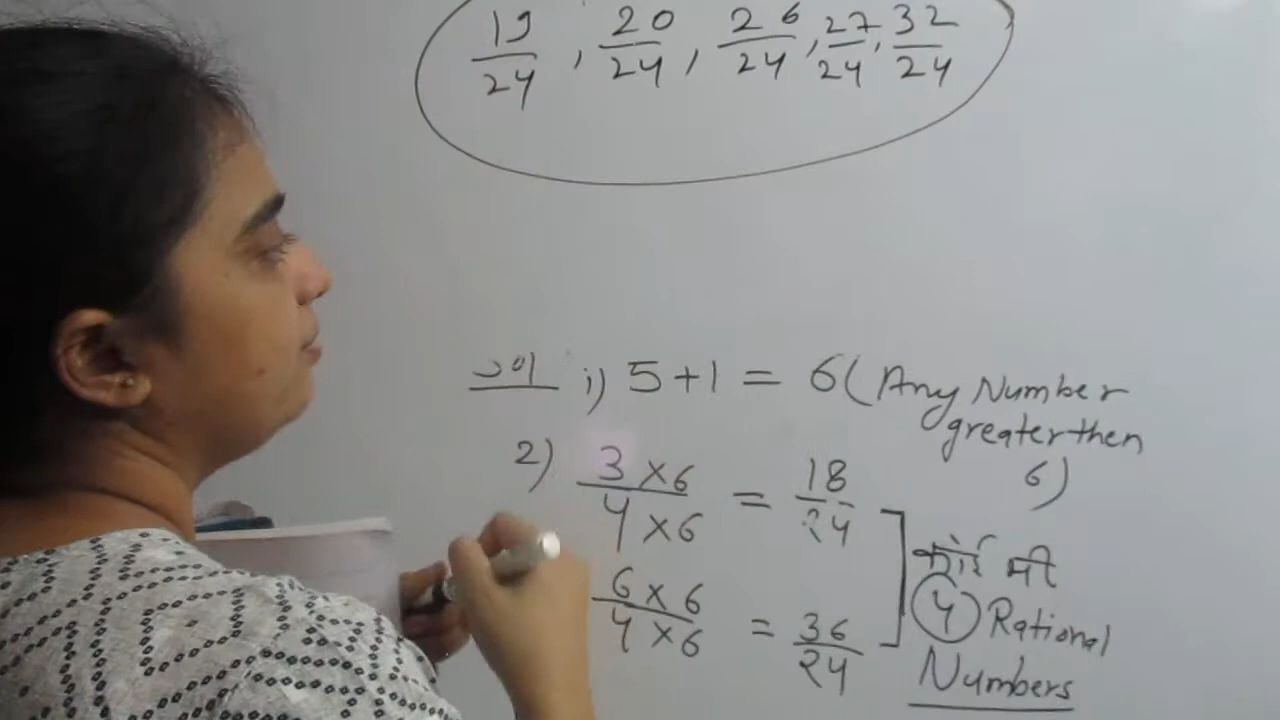 19/24 , 20/24 , 26/24 , 27/24 , 32/24
sol i) 5 + 1 = 6 ( Any Number
greater then
6)
2) 3 × 6 / 4 × 6 = 18/24
6 × 6 / 4 × 6 = 36/24
कोई भी
4 Rational
Numbers